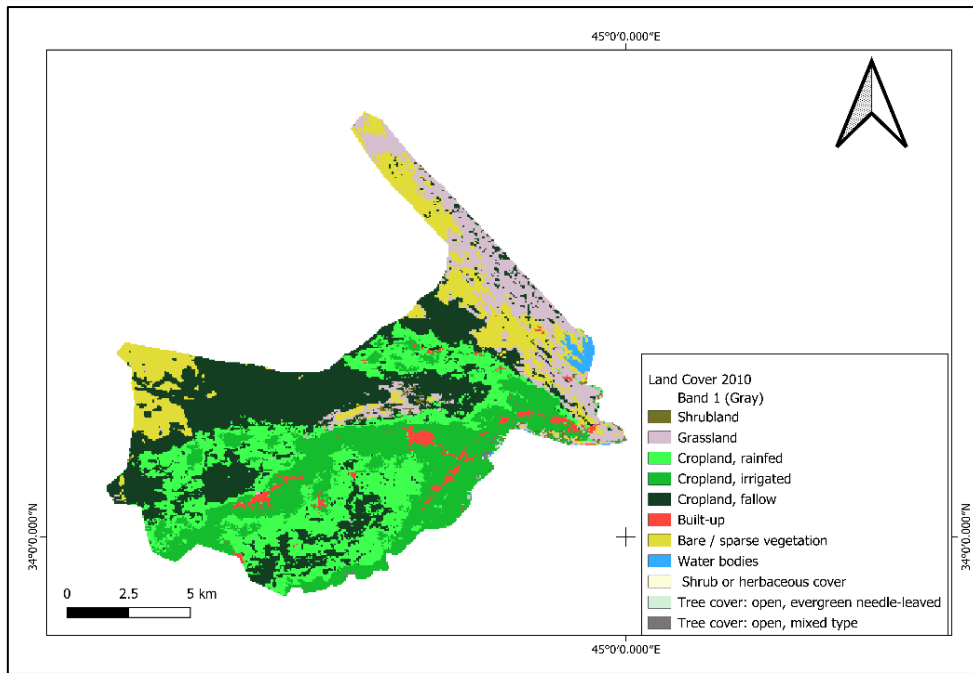 45°0'0.000"E
34°0'0.000"N
34°0'0.000"N
Land Cover 2010
Band 1 (Gray)
Shrubland
Grassland
Cropland, rainfed
Cropland, irrigated
Cropland, fallow
Built-up
Bare / sparse vegetation
Water bodies
Shrub or herbaceous cover
Tree cover: open, evergreen needle-leaved
Tree cover: open, mixed type
0 2.5 5 km
45°0'0.000"E